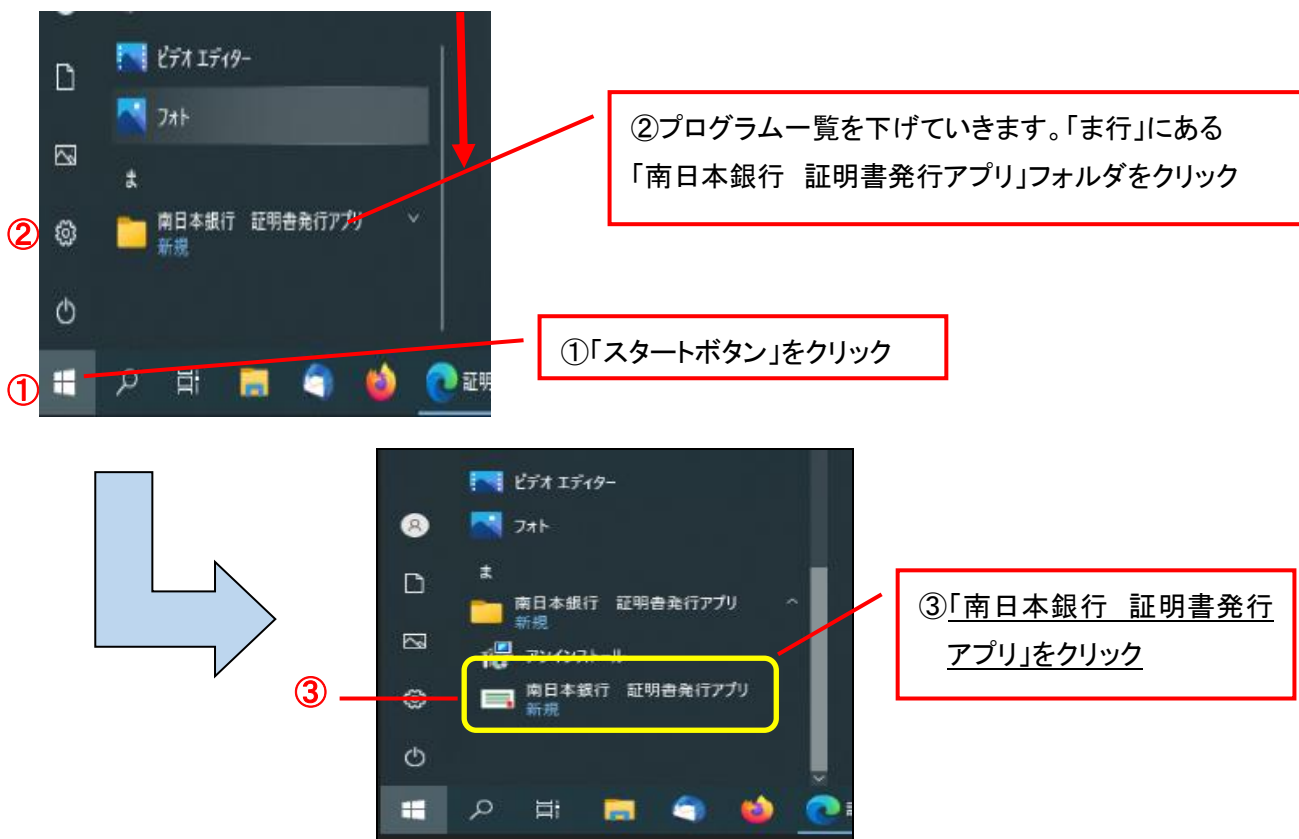 ビデオ エディター
フォト
ま
南日本銀行　証明書発行アプリ
新規
②
①
証明
②プログラム一覧を下げていきます。「ま行」にある
「南日本銀行　証明書発行アプリ」フォルダをクリック
①「スタートボタン」をクリック
ビデオ エディター
フォト
ま
南日本銀行　証明書発行アプリ
新規
アンインストール
南日本銀行　証明書発行アプリ
新規
③
③「南日本銀行　証明書発行
アプリ」をクリック